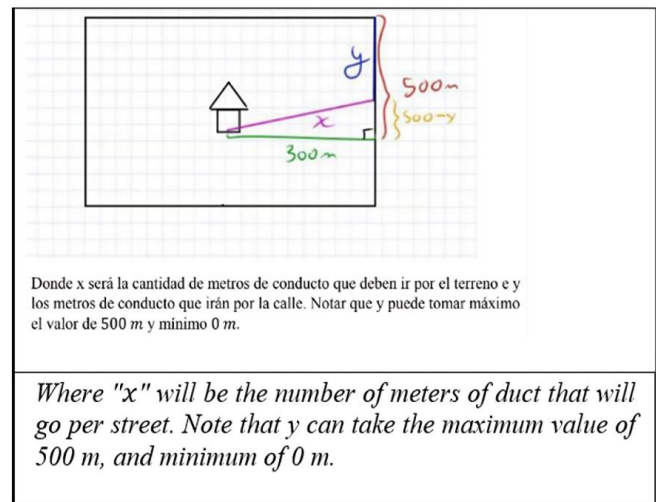 y
500m
500-y
x
300m
Donde x será la cantidad de metros de conducto que deben ir por el terreno e y
los metros de conducto que irán por la calle. Notar que y puede tomar máximo
el valor de 500 m y mínimo 0 m.
Where "x" will be the number of meters of duct that will
go per street. Note that y can take the maximum value of
500 m, and minimum of 0 m.